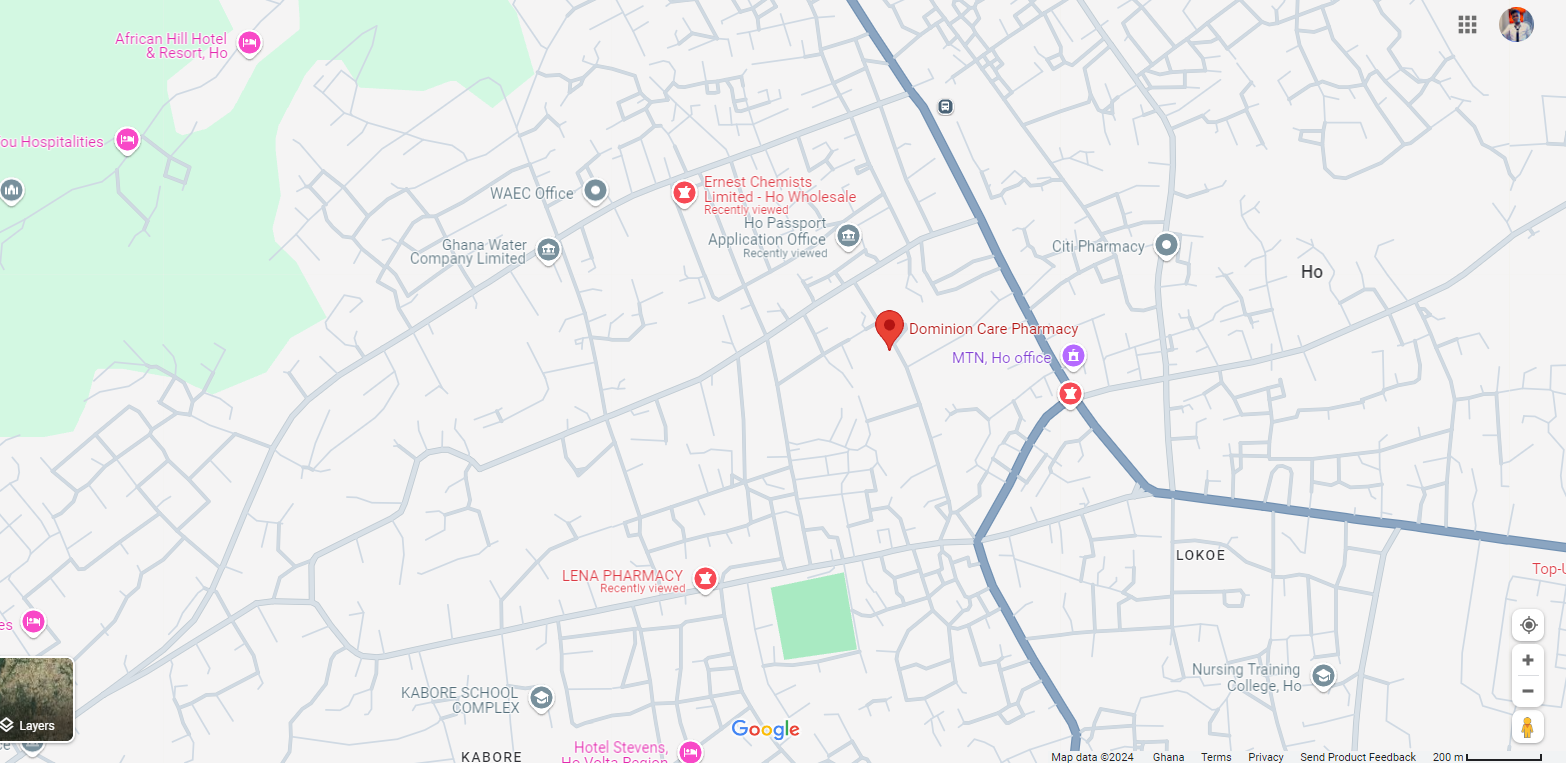 African Hill Hotel
& Resort, Ho
ou Hospitalities
WAEC Office
Ernest Chemists
Limited - Ho Wholesale
Recently viewed
Ho Passport
Application Office
Recently viewed
Ghana Water
Company Limited
Citi Pharmacy
Ho
Dominion Care Pharmacy
MTN, Ho office
LOKOE
Top-U
LENA PHARMACY
Recently viewed
es
Nursing Training
College, Ho
KABORE SCHOOL
COMPLEX
Layers
ce
Google
Hotel Stevens,
Ho Volta Region
KABORE
Map data ©2024 Ghana Terms Privacy Send Product Feedback 200 m